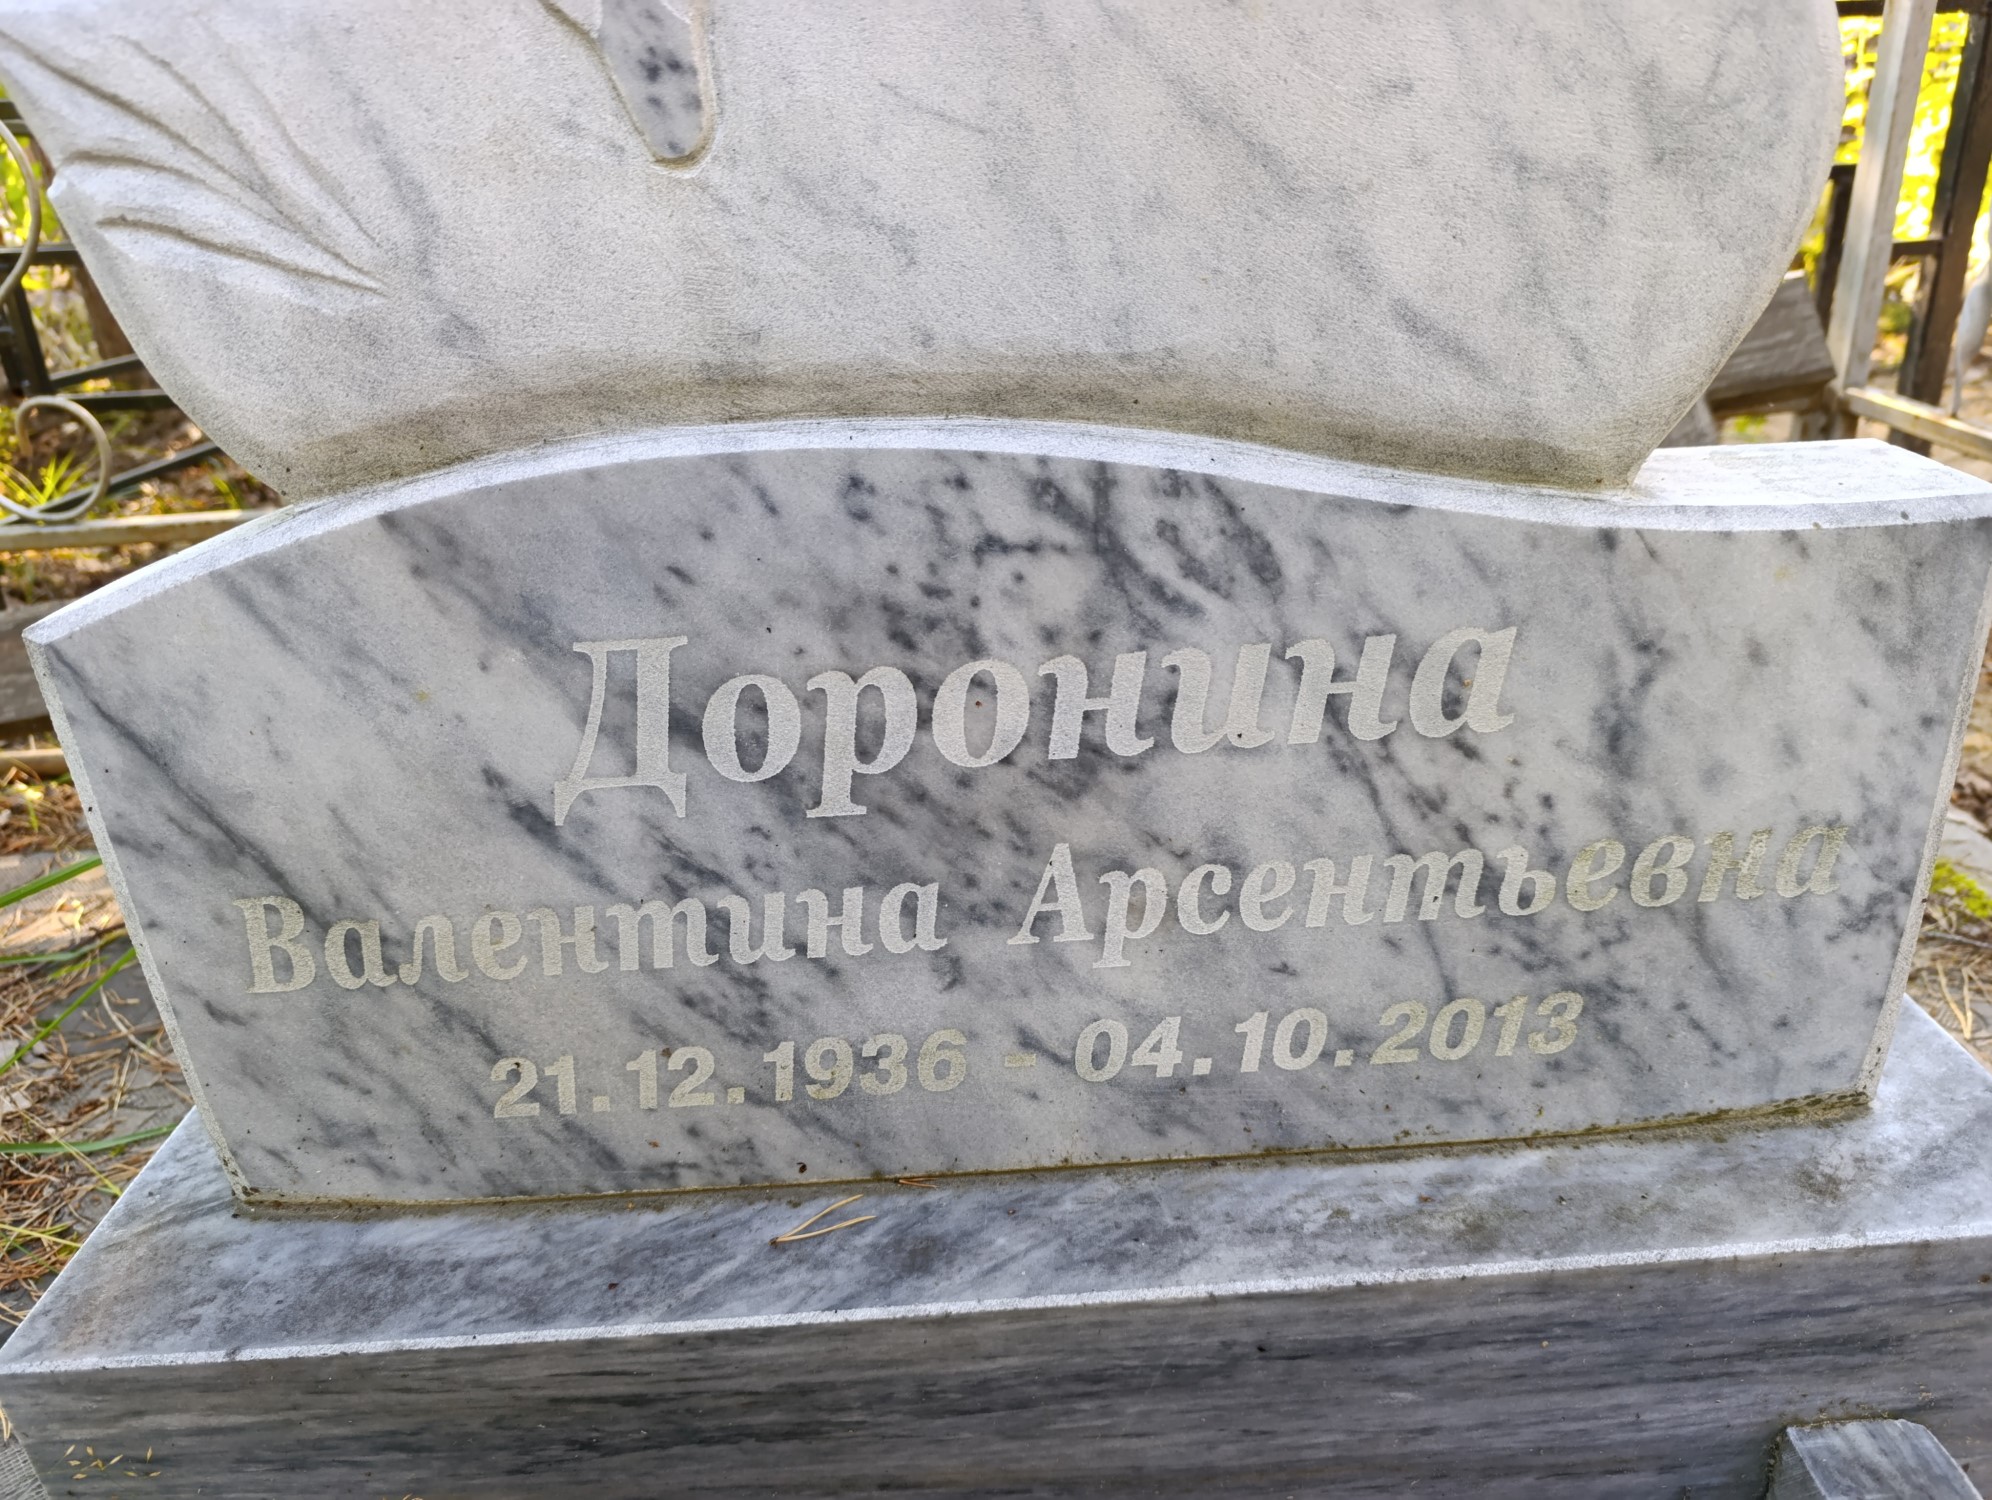 Доронина
Валентина Арсентьевна
21.12.1936 - 04.10.2013